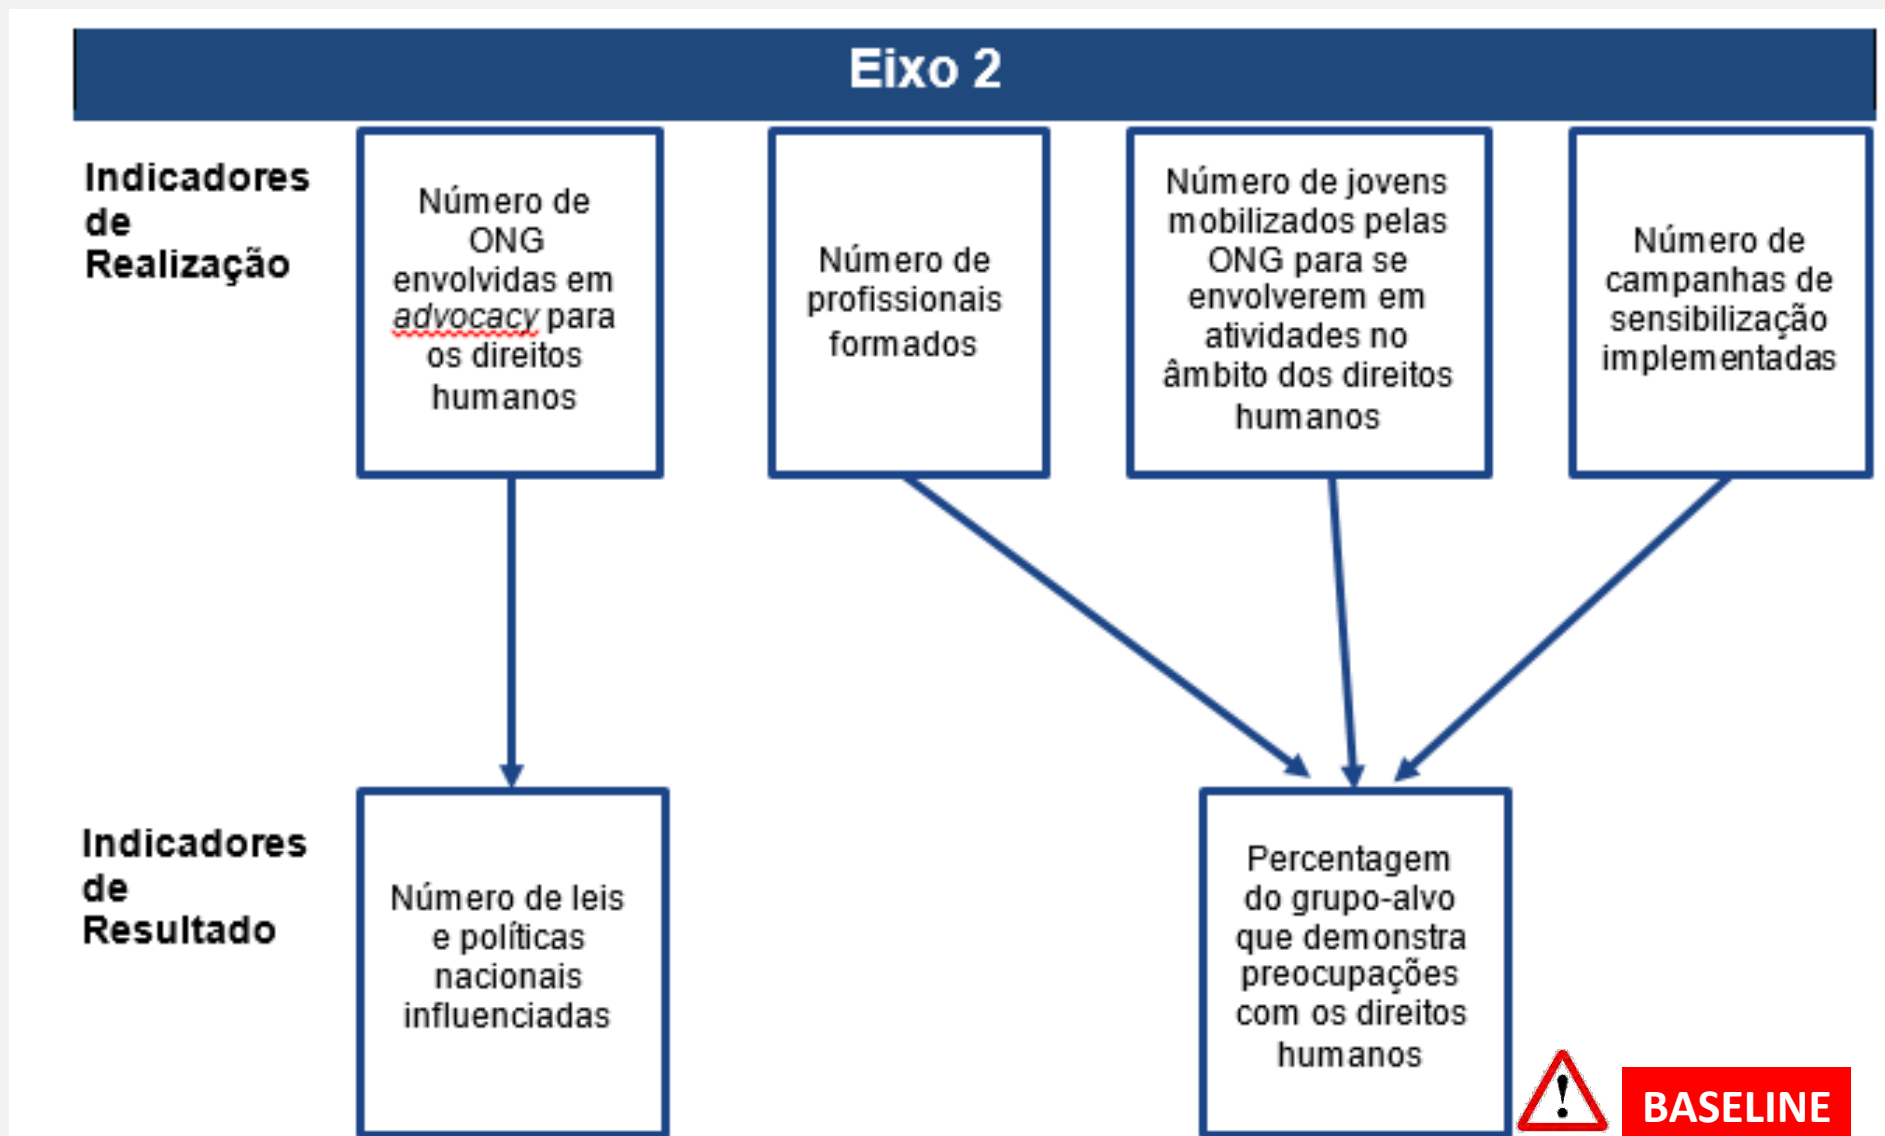 Eixo 2
Indicadores
de
Realização
Número de
ONG
envolvidas em
advocacy para
os direitos
humanos
Número de
profissionais
formados
Número de jovens
mobilizados pelas
ONG para se
envolverem em
atividades no
âmbito dos direitos
humanos
Número de
campanhas de
sensibilização
implementadas
Indicadores
de
Resultado
Número de leis
e políticas
nacionais
influenciadas
Percentagem
do grupo-alvo
que demonstra
preocupações
com os direitos
humanos
!
BASELINE